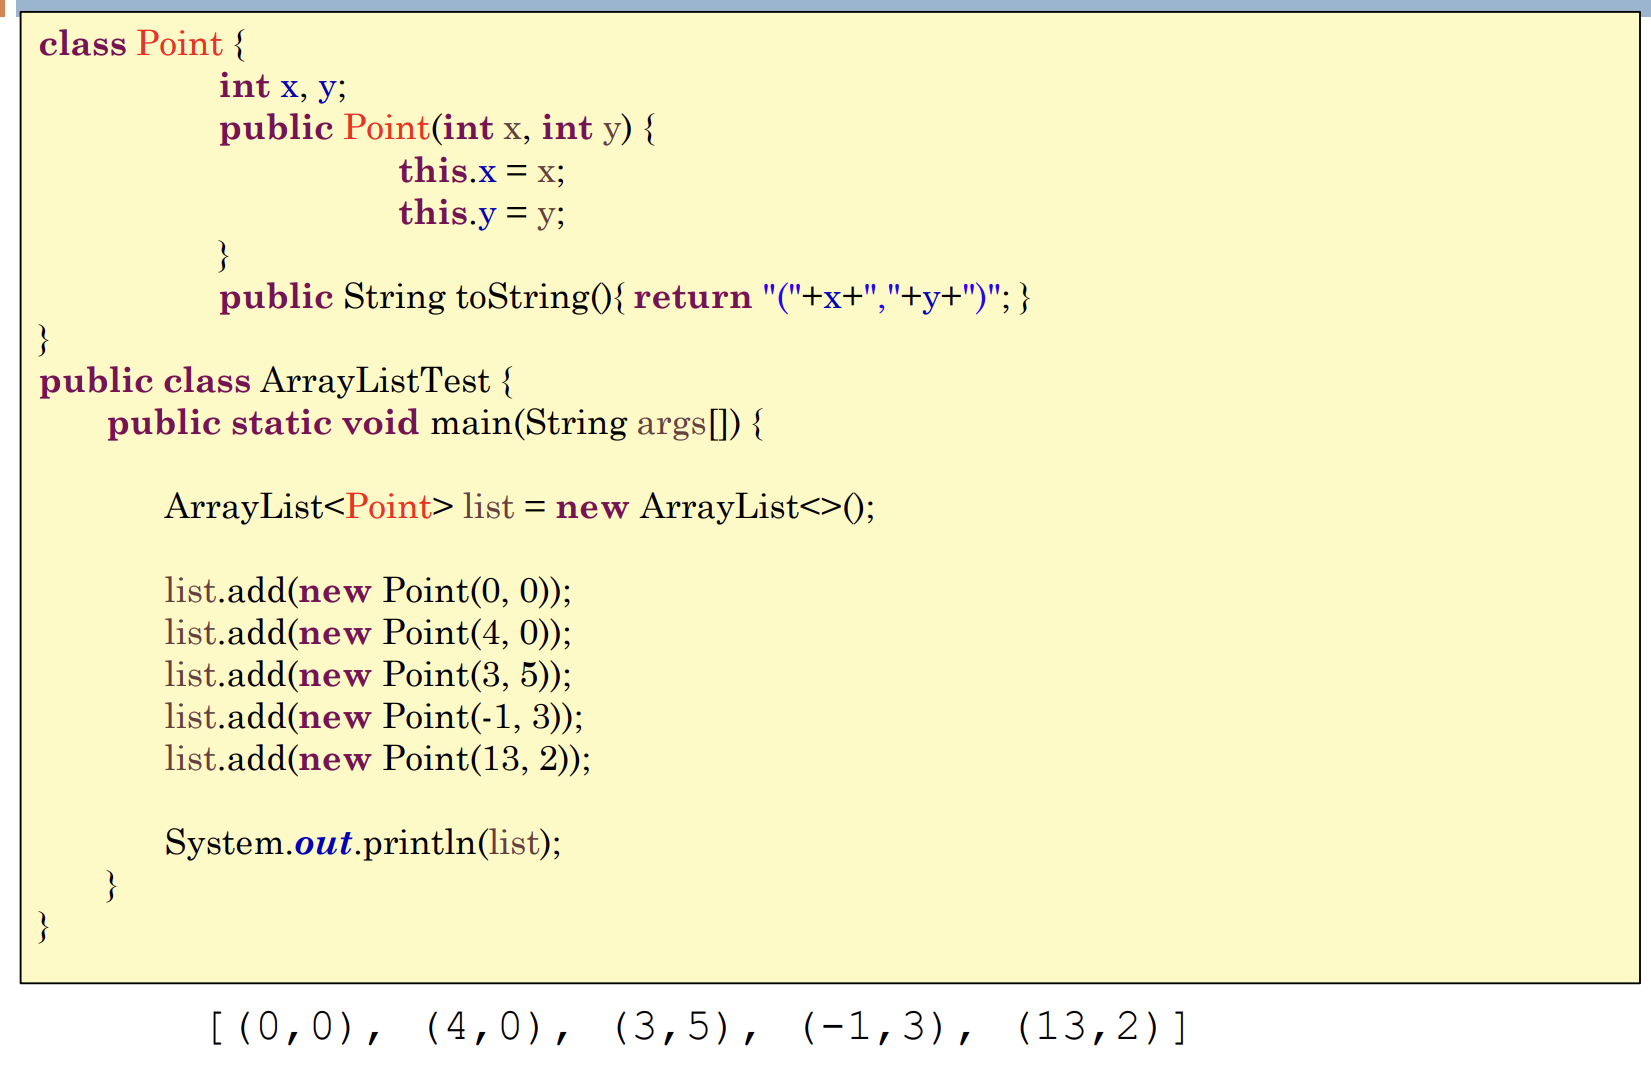 class Point {
int x, y;
public Point(int x, int y) {
this.x = x;
this.y = y;
}
public String toString(){ return "("+x+","+y+")"; }
}
public class ArrayListTest {
public static void main(String args[]) {
ArrayList<Point> list = new ArrayList<>();
list.add(new Point(0, 0));
list.add(new Point(4, 0));
list.add(new Point(3, 5));
list.add(new Point(-1, 3));
list.add(new Point(13, 2));
System.out.println(list);
}
}
[(0,0), (4,0), (3,5), (-1,3), (13,2)]